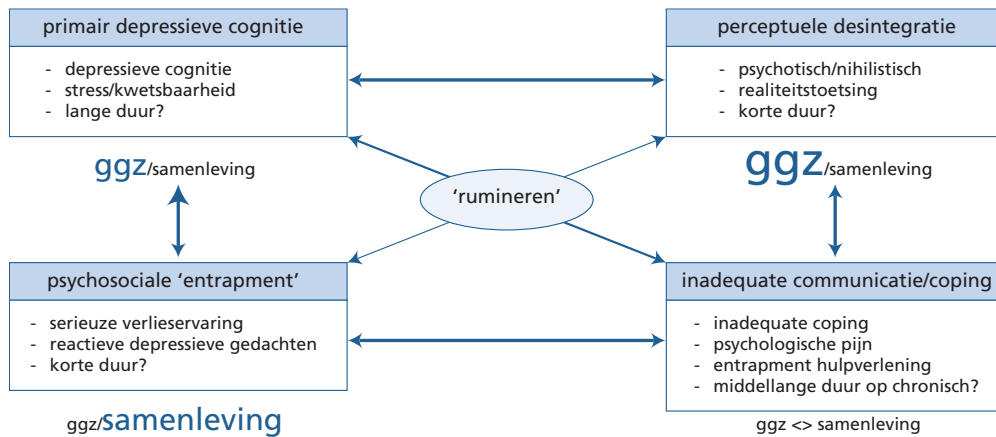 primair depressieve cognitie
- depressieve cognitie
- stress/kwetsbaarheid
- lange duur?
ggz/samenleving
perceptuele desintegratie
- psychotisch/nihilistisch
- realiteitstoetsing
- korte duur?
ggz/samenleving
‘rumineren’
psychosociale ‘entrapment’
- serieuze verlieservaring
- reactieve depressieve gedachten
- korte duur?
ggz/samenleving
inadequate communicatie/coping
- inadequate coping
- psychologische pijn
- entrapment hulpverlening
- middellange duur op chronisch?
ggz <> samenleving